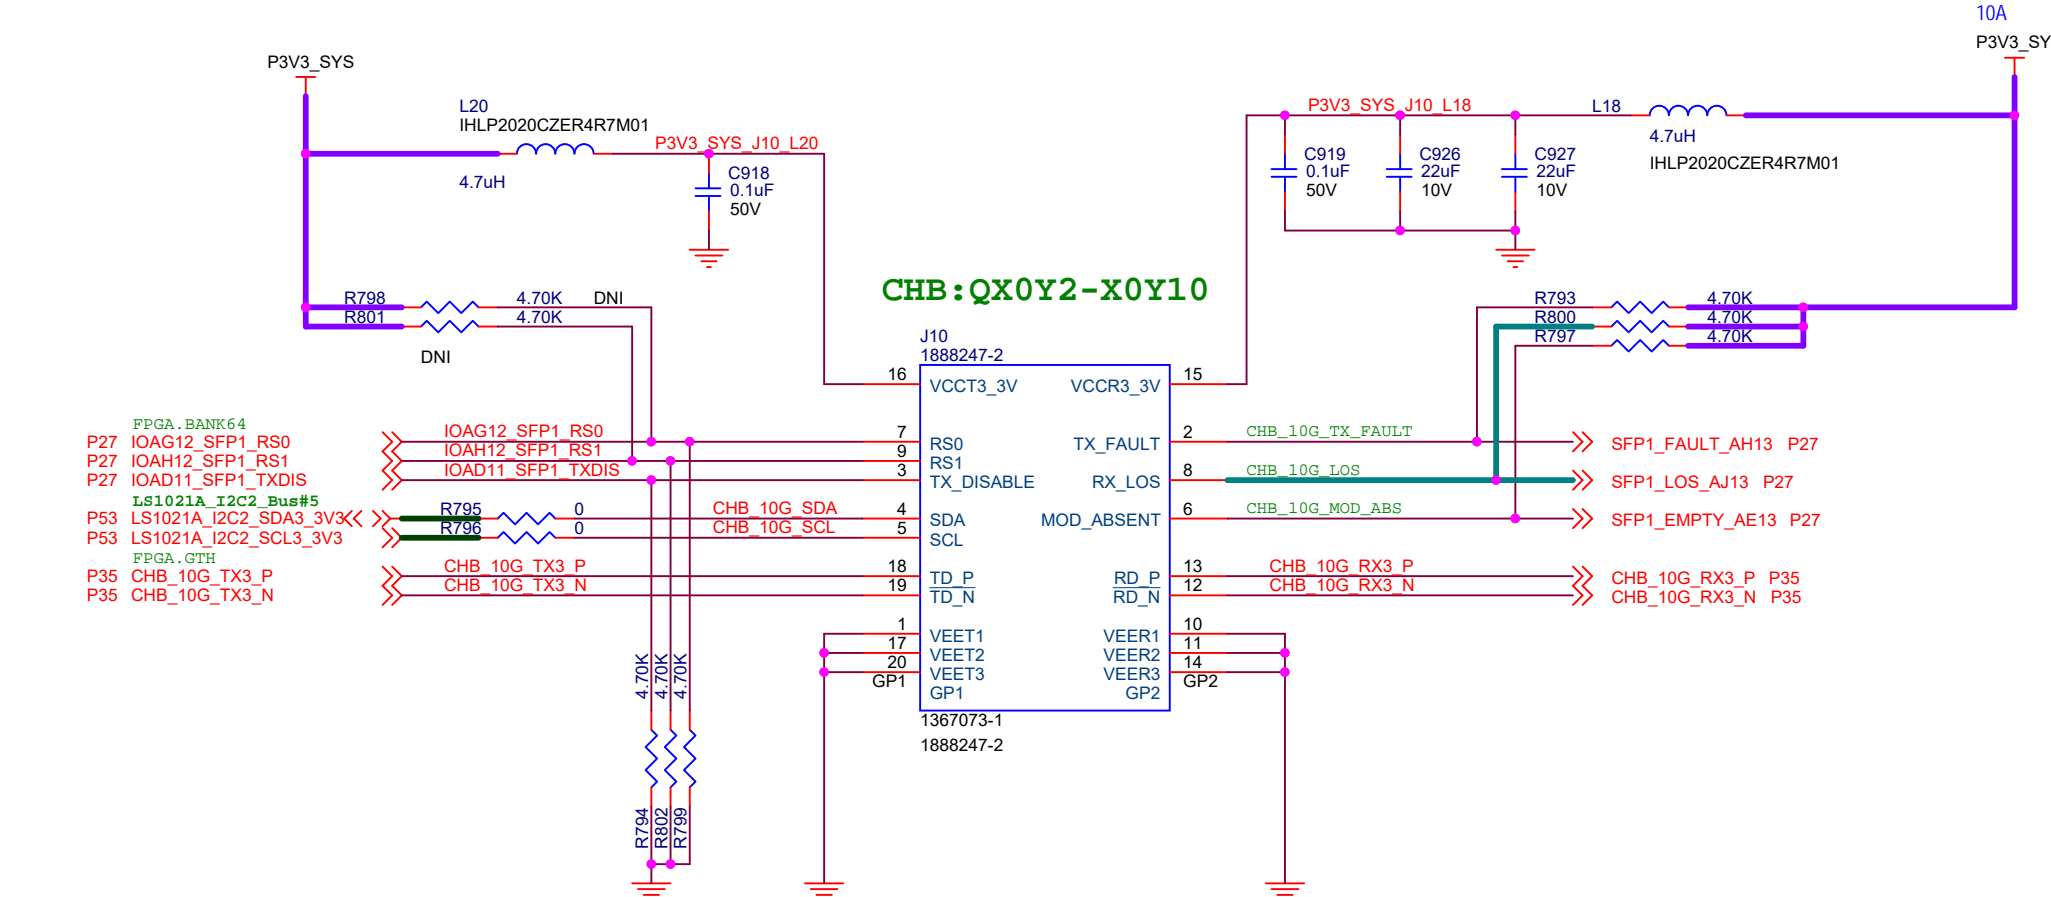 10A
P3V3_SYS
P3V3_SY
L20
IHLP2020CZER4R7M01
P3V3_SYS_J10_L20
4.7uH
C918
0.1uF
50V
P3V3_SYS_J10_L18
L18
4.7uH
IHLP2020CZER4R7M01
C919
0.1uF
50V
C926
22uF
10V
C927
22uF
10V
CHB:QX0Y2-X0Y10
R798 4.70K DNI
R801 4.70K
DNI
R793 4.70K
R800 4.70K
R797 4.70K
J10
1888247-2
16 VCCT3_3V VCCR3_3V 15
FPGA.BANK64
P27 IOAG12_SFP1_RS0 IOAG12_SFP1_RS0 7 RS0
P27 IOAH12_SFP1_RS1 IOAH12_SFP1_RS1 9 RS1
P27 IOAD11_SFP1_TXDIS IOAD11_SFP1_TXDIS 3 TX_DISABLE
TX_FAULT 2 CHB_10G_TX_FAULT SFP1_FAULT_AH13 P27
RX_LOS 8 CHB_10G_LOS SFP1_LOS_AJ13 P27
MOD_ABSENT 6 CHB_10G_MOD_ABS SFP1_EMPTY_AE13 P27
LS1021A_I2C2_Bus#5
P53 LS1021A_I2C2_SDA3_3V3 R795 0 CHB_10G_SDA 4 SDA
P53 LS1021A_I2C2_SCL3_3V3 R796 0 CHB_10G_SCL 5 SCL
FPGA.GTH
P35 CHB_10G_TX3_P CHB_10G_TX3_P 18 TD_P
P35 CHB_10G_TX3_N CHB_10G_TX3_N 19 TD_N
RD_P 13 CHB_10G_RX3_P CHB_10G_RX3_P P35
RD_N 12 CHB_10G_RX3_N CHB_10G_RX3_N P35
1 VEET1 VEER1 10
17 VEET2 VEER2 11
20 VEET3 VEER3 14
GP1 GP1 GP2 GP2
1367073-1
1888247-2
4.70K
4.70K
4.70K
R794
R802
R799